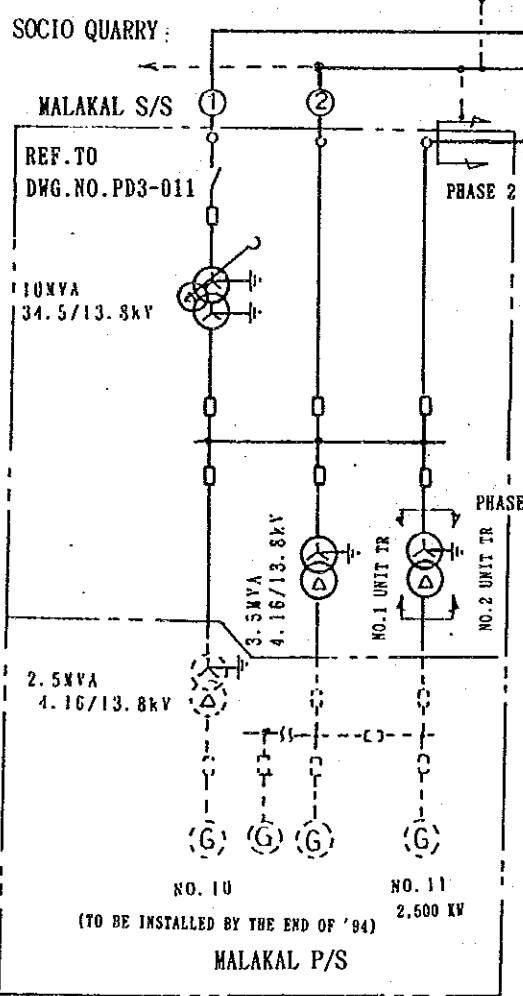 SOCIO QUARRY
MALAKAL S/S
1
2
REF.TO
DWG.NO.PD3-011
PHASE 2
10MVA
34.5/13.8kV
PHASE
3.5MVA
4.16/13.8kV
NO.1 UNIT TR
NO.2 UNIT TR
2.5MVA
4.16/13.8kV
G
G
G
G
NO.10
NO.11
2,500 KW
(TO BE INSTALLED BY THE END OF '94)
MALAKAL P/S